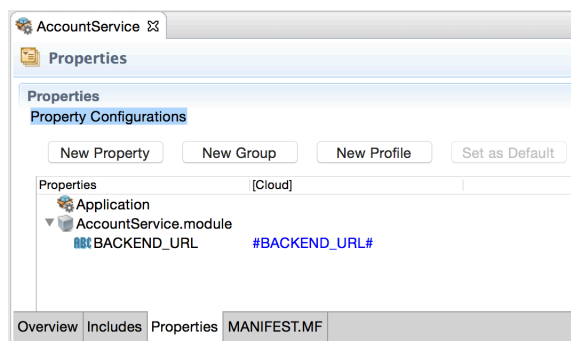 AccountService
Properties
Properties
Property Configurations
New Property New Group New Profile Set as Default
Properties [Cloud]
Application
AccountService.module
ABC BACKEND_URL #BACKEND_URL#
Overview Includes Properties MANIFEST.MF